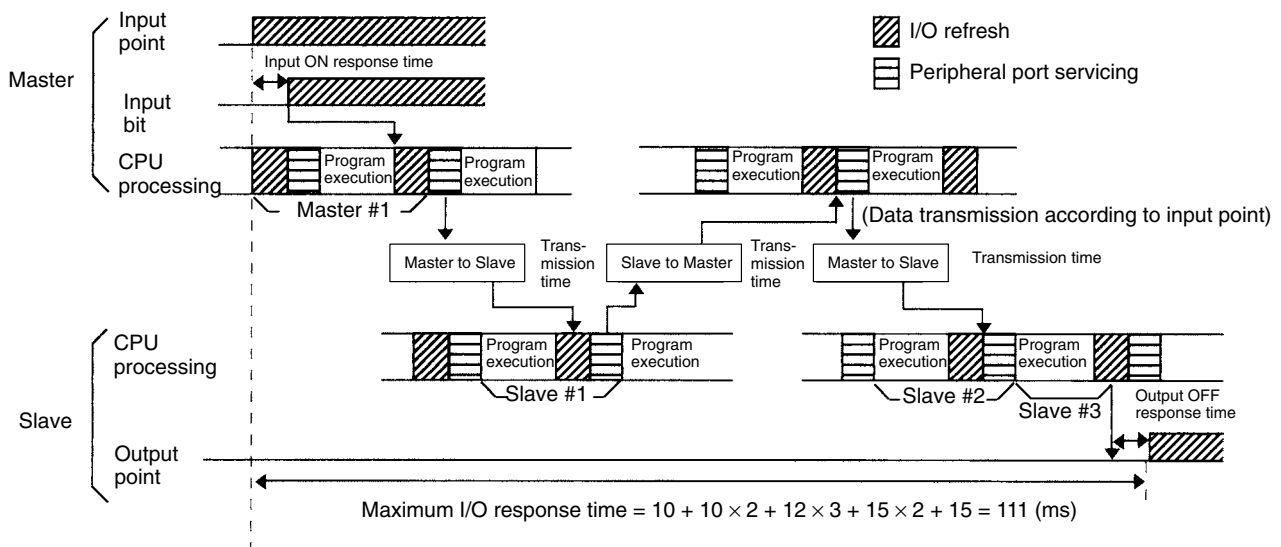 Input
point
I/O refresh
Input ON response time
Peripheral port servicing
Master
Input
bit
CPU
processing
Program
execution
Program
execution
Program
execution
Program
execution
Master #1
(Data transmission according to input point)
Master to Slave
Trans-
mission
time
Slave to Master
Trans-
mission
time
Master to Slave
Transmission time
CPU
processing
Program
execution
Program
execution
Program
execution
Program
execution
Slave #1
Slave #2
Slave #3
Output OFF
response time
Slave
Output
point
Maximum I/O response time = 10 + 10 × 2 + 12 × 3 + 15 × 2 + 15 = 111 (ms)